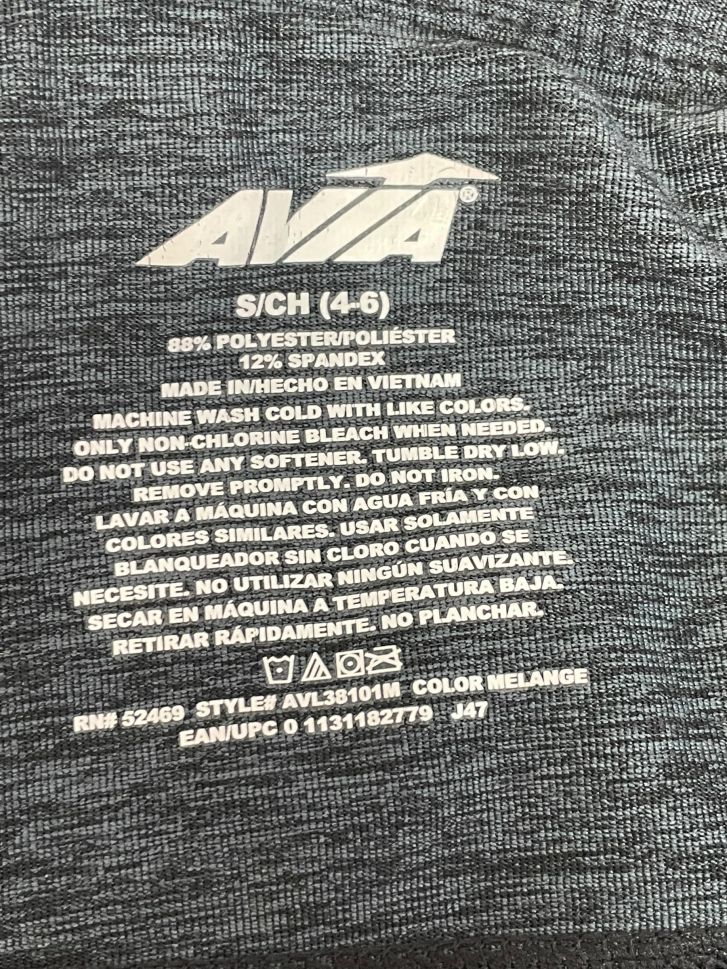 AVIA®
S/CH (4-6)
88% POLYESTER/POLIÉSTER
12% SPANDEX
MADE IN/HECHO EN VIETNAM
MACHINE WASH COLD WITH LIKE COLORS.
ONLY NON-CHLORINE BLEACH WHEN NEEDED.
DO NOT USE ANY SOFTENER. TUMBLE DRY LOW.
REMOVE PROMPTLY. DO NOT IRON.
LAVAR A MÁQUINA CON AGUA FRÍA Y CON
COLORES SIMILARES. USAR SOLAMENTE
BLANQUEADOR SIN CLORO CUANDO SE
NECESITE. NO UTILIZAR NINGÚN SUAVIZANTE.
SECAR EN MÁQUINA A TEMPERATURA BAJA.
RETIRAR RÁPIDAMENTE. NO PLANCHAR.
RN# 52469 STYLE# AVL38101M COLOR MELANGE
EAN/UPC 0 1131182779 J47